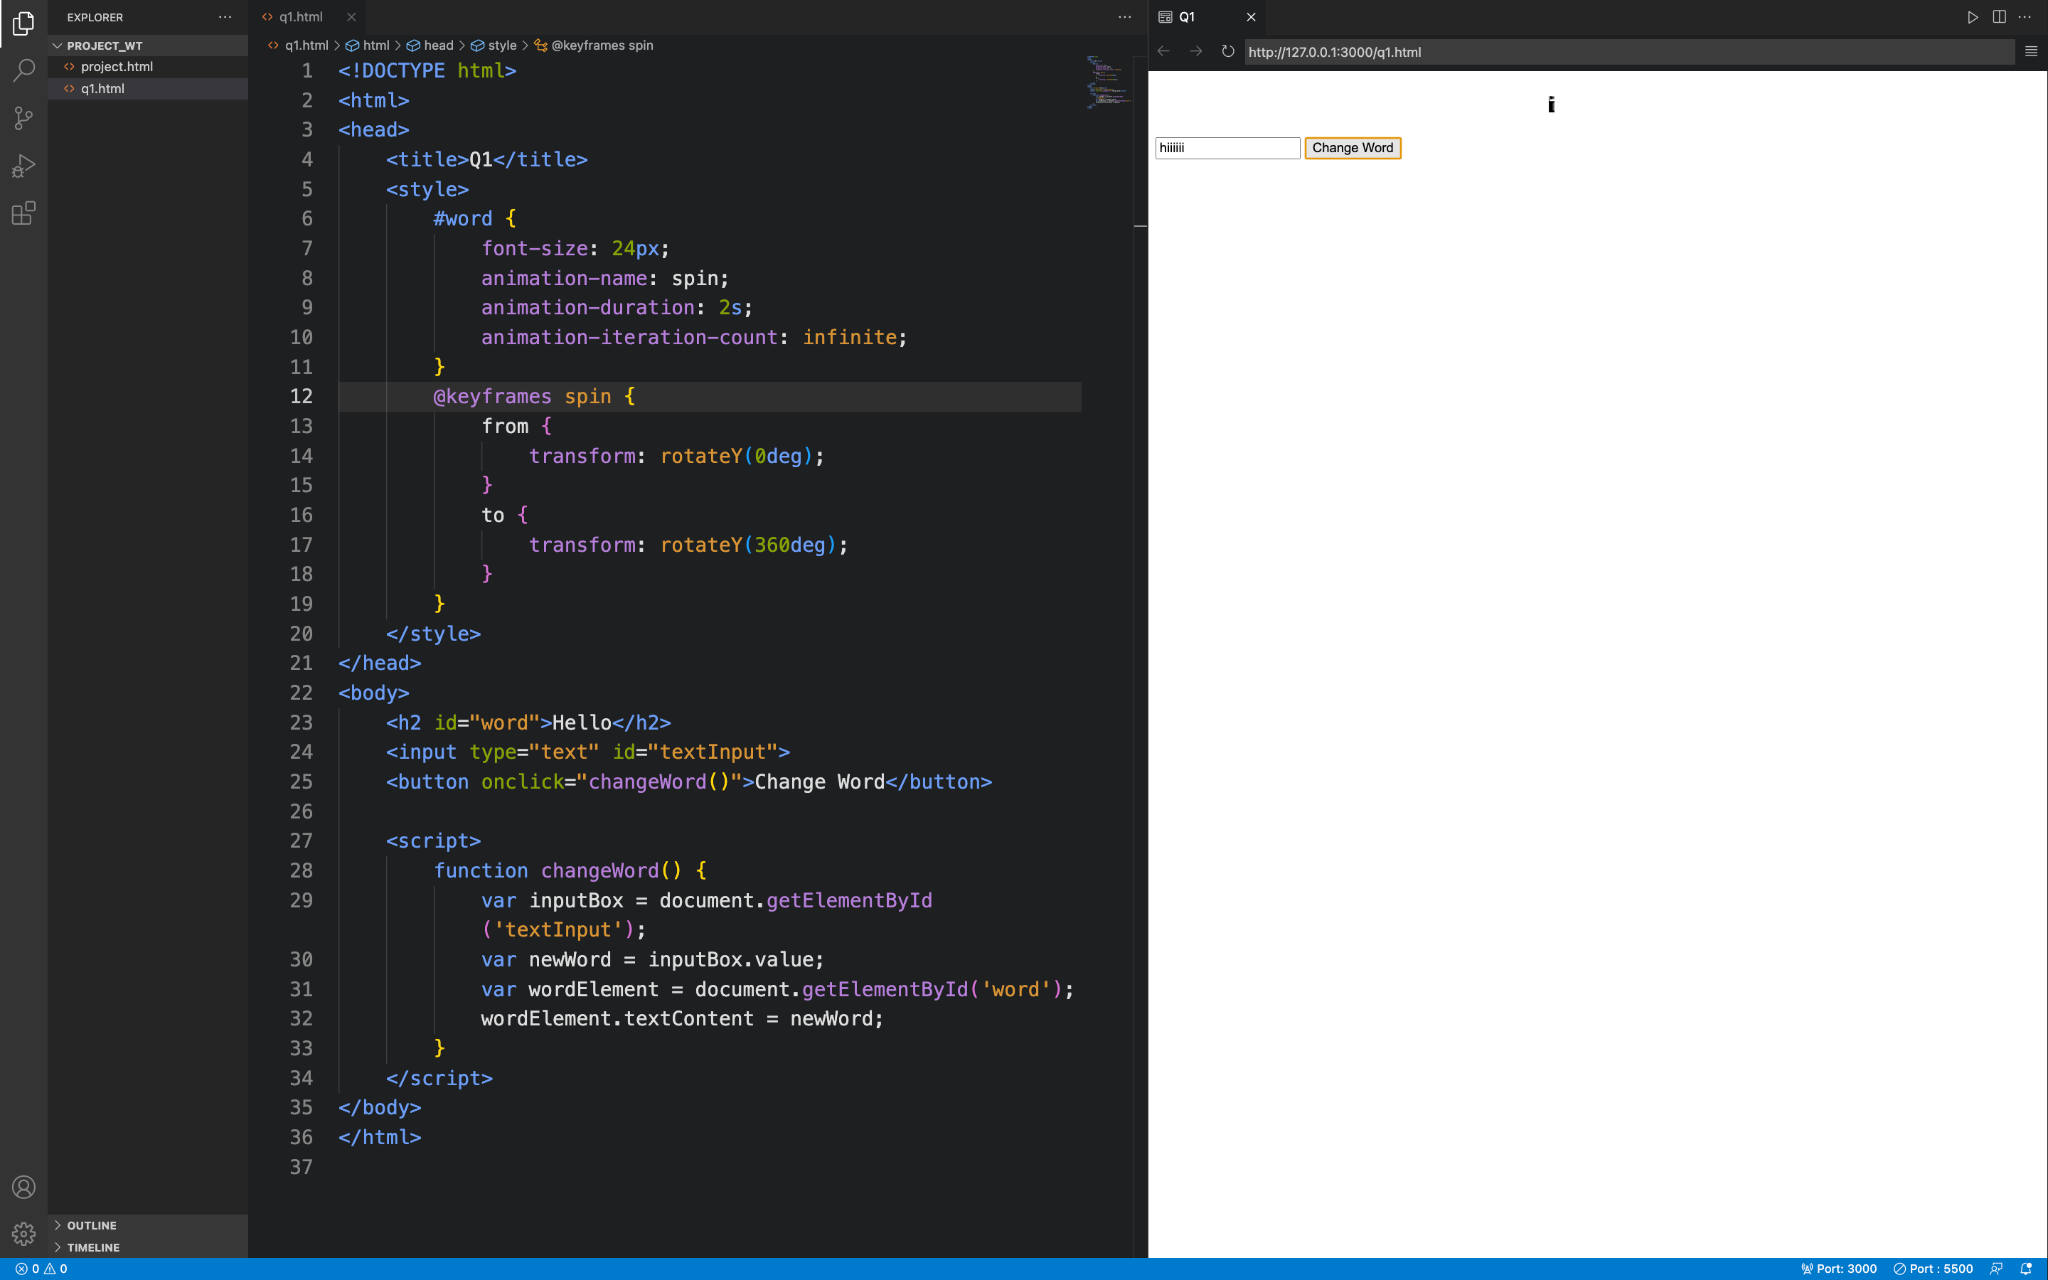 EXPLORER
PROJECT_WT
project.html
q1.html
OUTLINE
TIMELINE
q1.html
q1.html > html > head > style > @keyframes spin
1 <!DOCTYPE html>
2 <html>
3 <head>
4 <title>Q1</title>
5 <style>
6 #word {
7 font-size: 24px;
8 animation-name: spin;
9 animation-duration: 2s;
10 animation-iteration-count: infinite;
11 }
12 @keyframes spin {
13 from {
14 transform: rotateY(0deg);
15 }
16 to {
17 transform: rotateY(360deg);
18 }
19 }
20 </style>
21 </head>
22 <body>
23 <h2 id="word">Hello</h2>
24 <input type="text" id="textInput">
25 <button onclick="changeWord()">Change Word</button>
26
27 <script>
28 function changeWord() {
29 var inputBox = document.getElementById
('textInput');
30 var newWord = inputBox.value;
31 var wordElement = document.getElementById('word');
32 wordElement.textContent = newWord;
33 }
34 </script>
35 </body>
36 </html>
37
Q1
http://127.0.0.1:3000/q1.html
hiiiiii Change Word
0 0
Port: 3000 Port : 5500